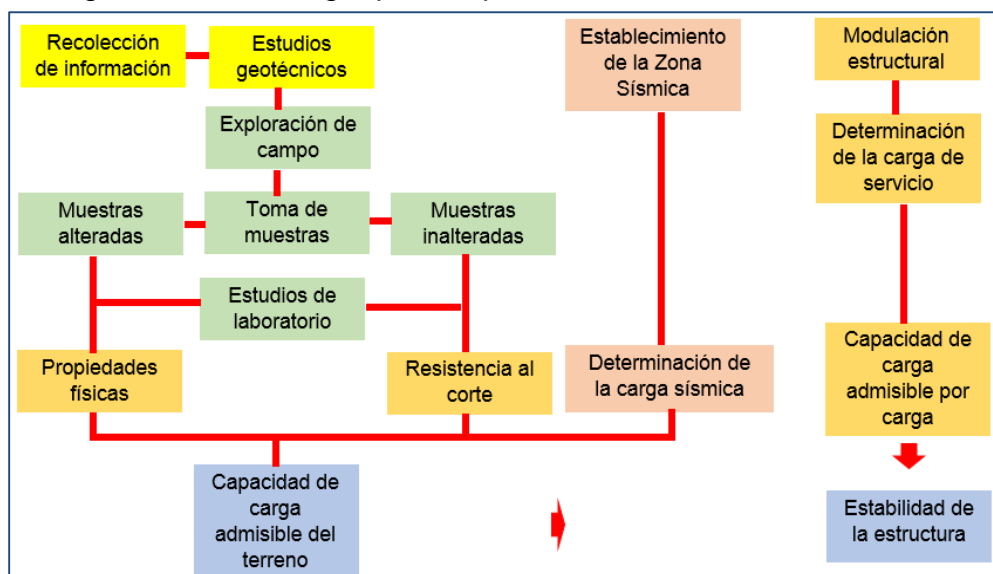 Recolección
de información
Estudios
geotécnicos
Establecimiento
de la Zona
Sísmica
Modulación
estructural
Exploración de
campo
Determinación
de la carga de
servicio
Muestras
alteradas
Toma de
muestras
Muestras
inalteradas
Estudios de
laboratorio
Propiedades
físicas
Resistencia al
corte
Determinación de
la carga sísmica
Capacidad de
carga
admisible por
carga
Capacidad de
carga
admisible del
terreno
Estabilidad de
la estructura